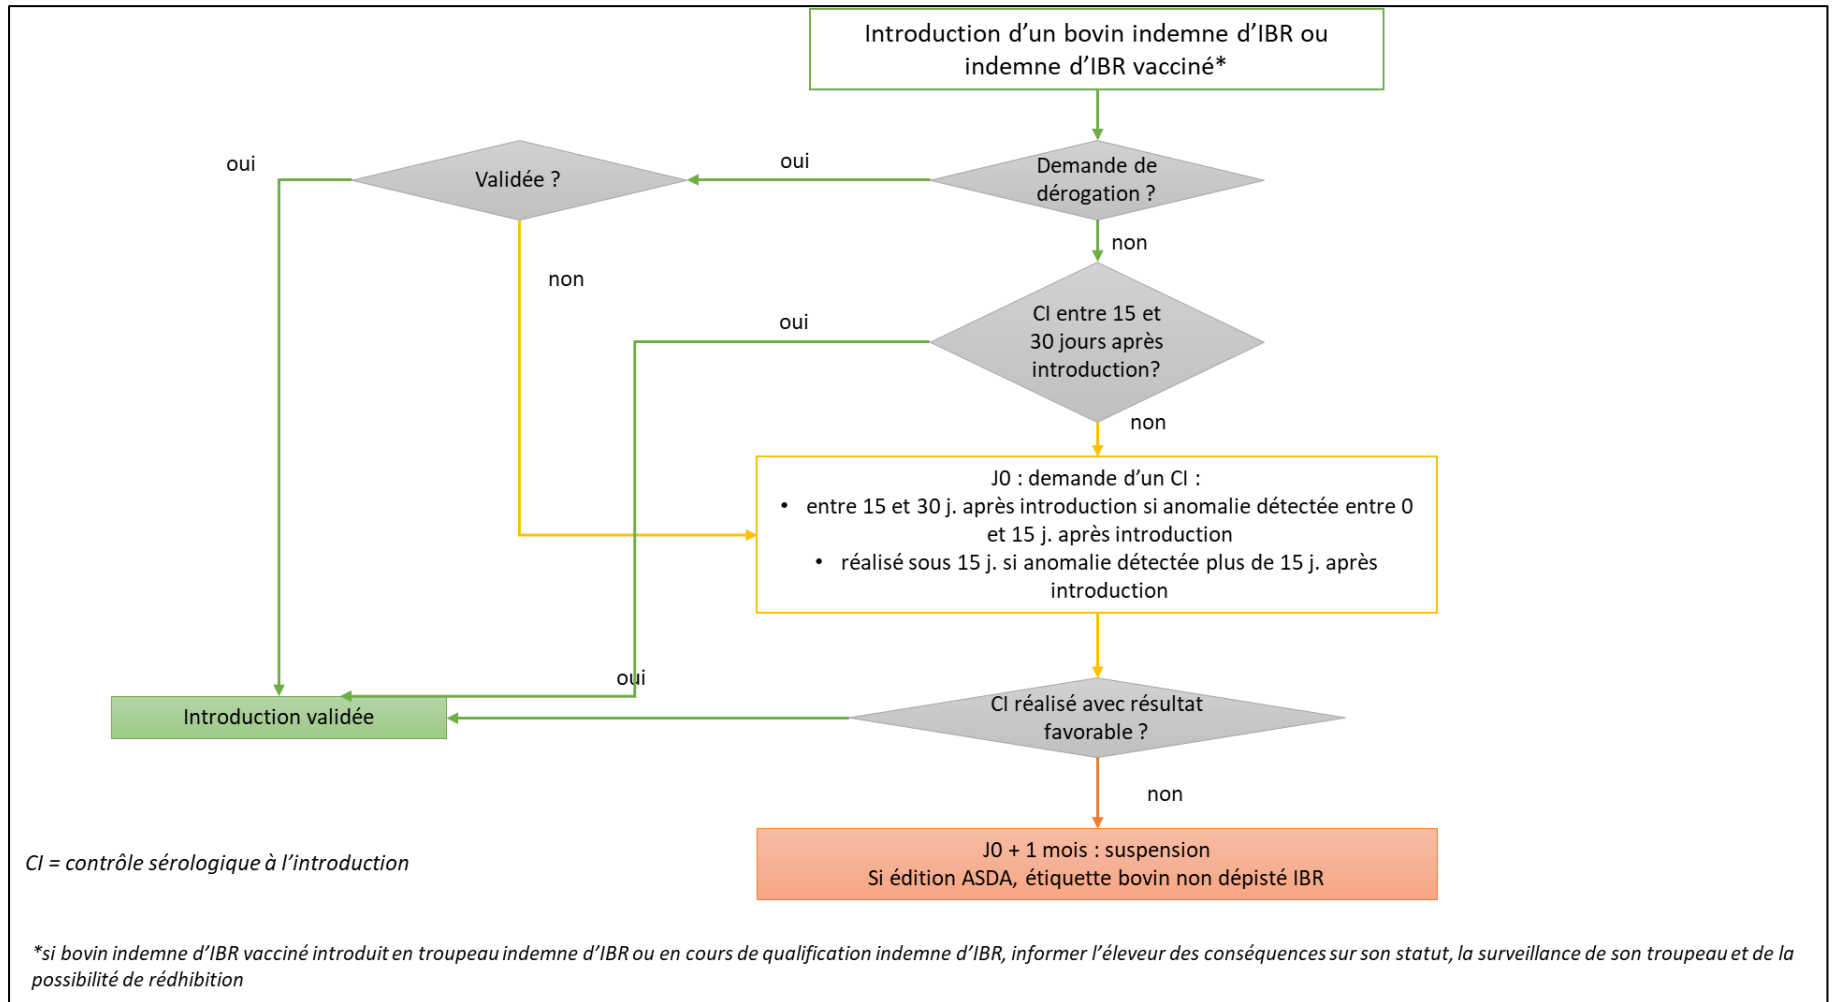 Introduction d’un bovin indemne d’IBR ou
indemne d’IBR vacciné*
oui
Validée ?
oui
Demande de
dérogation ?
non
non
oui
CI entre 15 et
30 jours après
introduction?
non
J0 : demande d’un CI :
• entre 15 et 30 j. après introduction si anomalie détectée entre 0
et 15 j. après introduction
• réalisé sous 15 j. si anomalie détectée plus de 15 j. après
introduction
oui
Introduction validée
CI réalisé avec résultat
favorable ?
non
J0 + 1 mois : suspension
Si édition ASDA, étiquette bovin non dépisté IBR
CI = contrôle sérologique à l’introduction
*si bovin indemne d’IBR vacciné introduit en troupeau indemne d’IBR ou en cours de qualification indemne d’IBR, informer l’éleveur des conséquences sur son statut, la surveillance de son troupeau et de la
possibilité de rédhibition